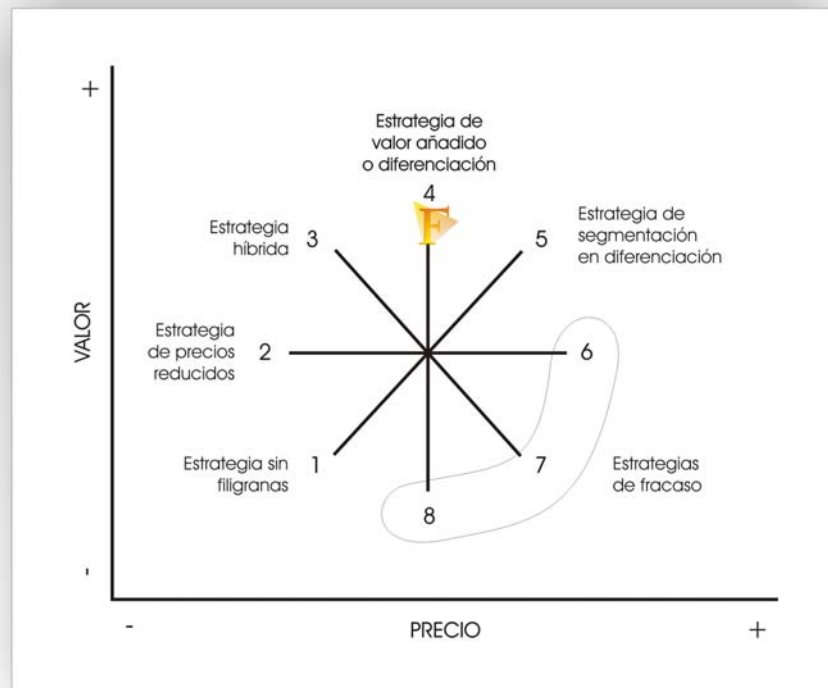 +
Estrategia de
valor añadido
o diferenciación
4
F
Estrategia
híbrida
3
5
Estrategia de
segmentación
en diferenciación
VALOR
Estrategia
de precios
reducidos
2
6
Estrategia sin
filigranas
1
7
Estrategias
de fracaso
8
-
-
PRECIO
+